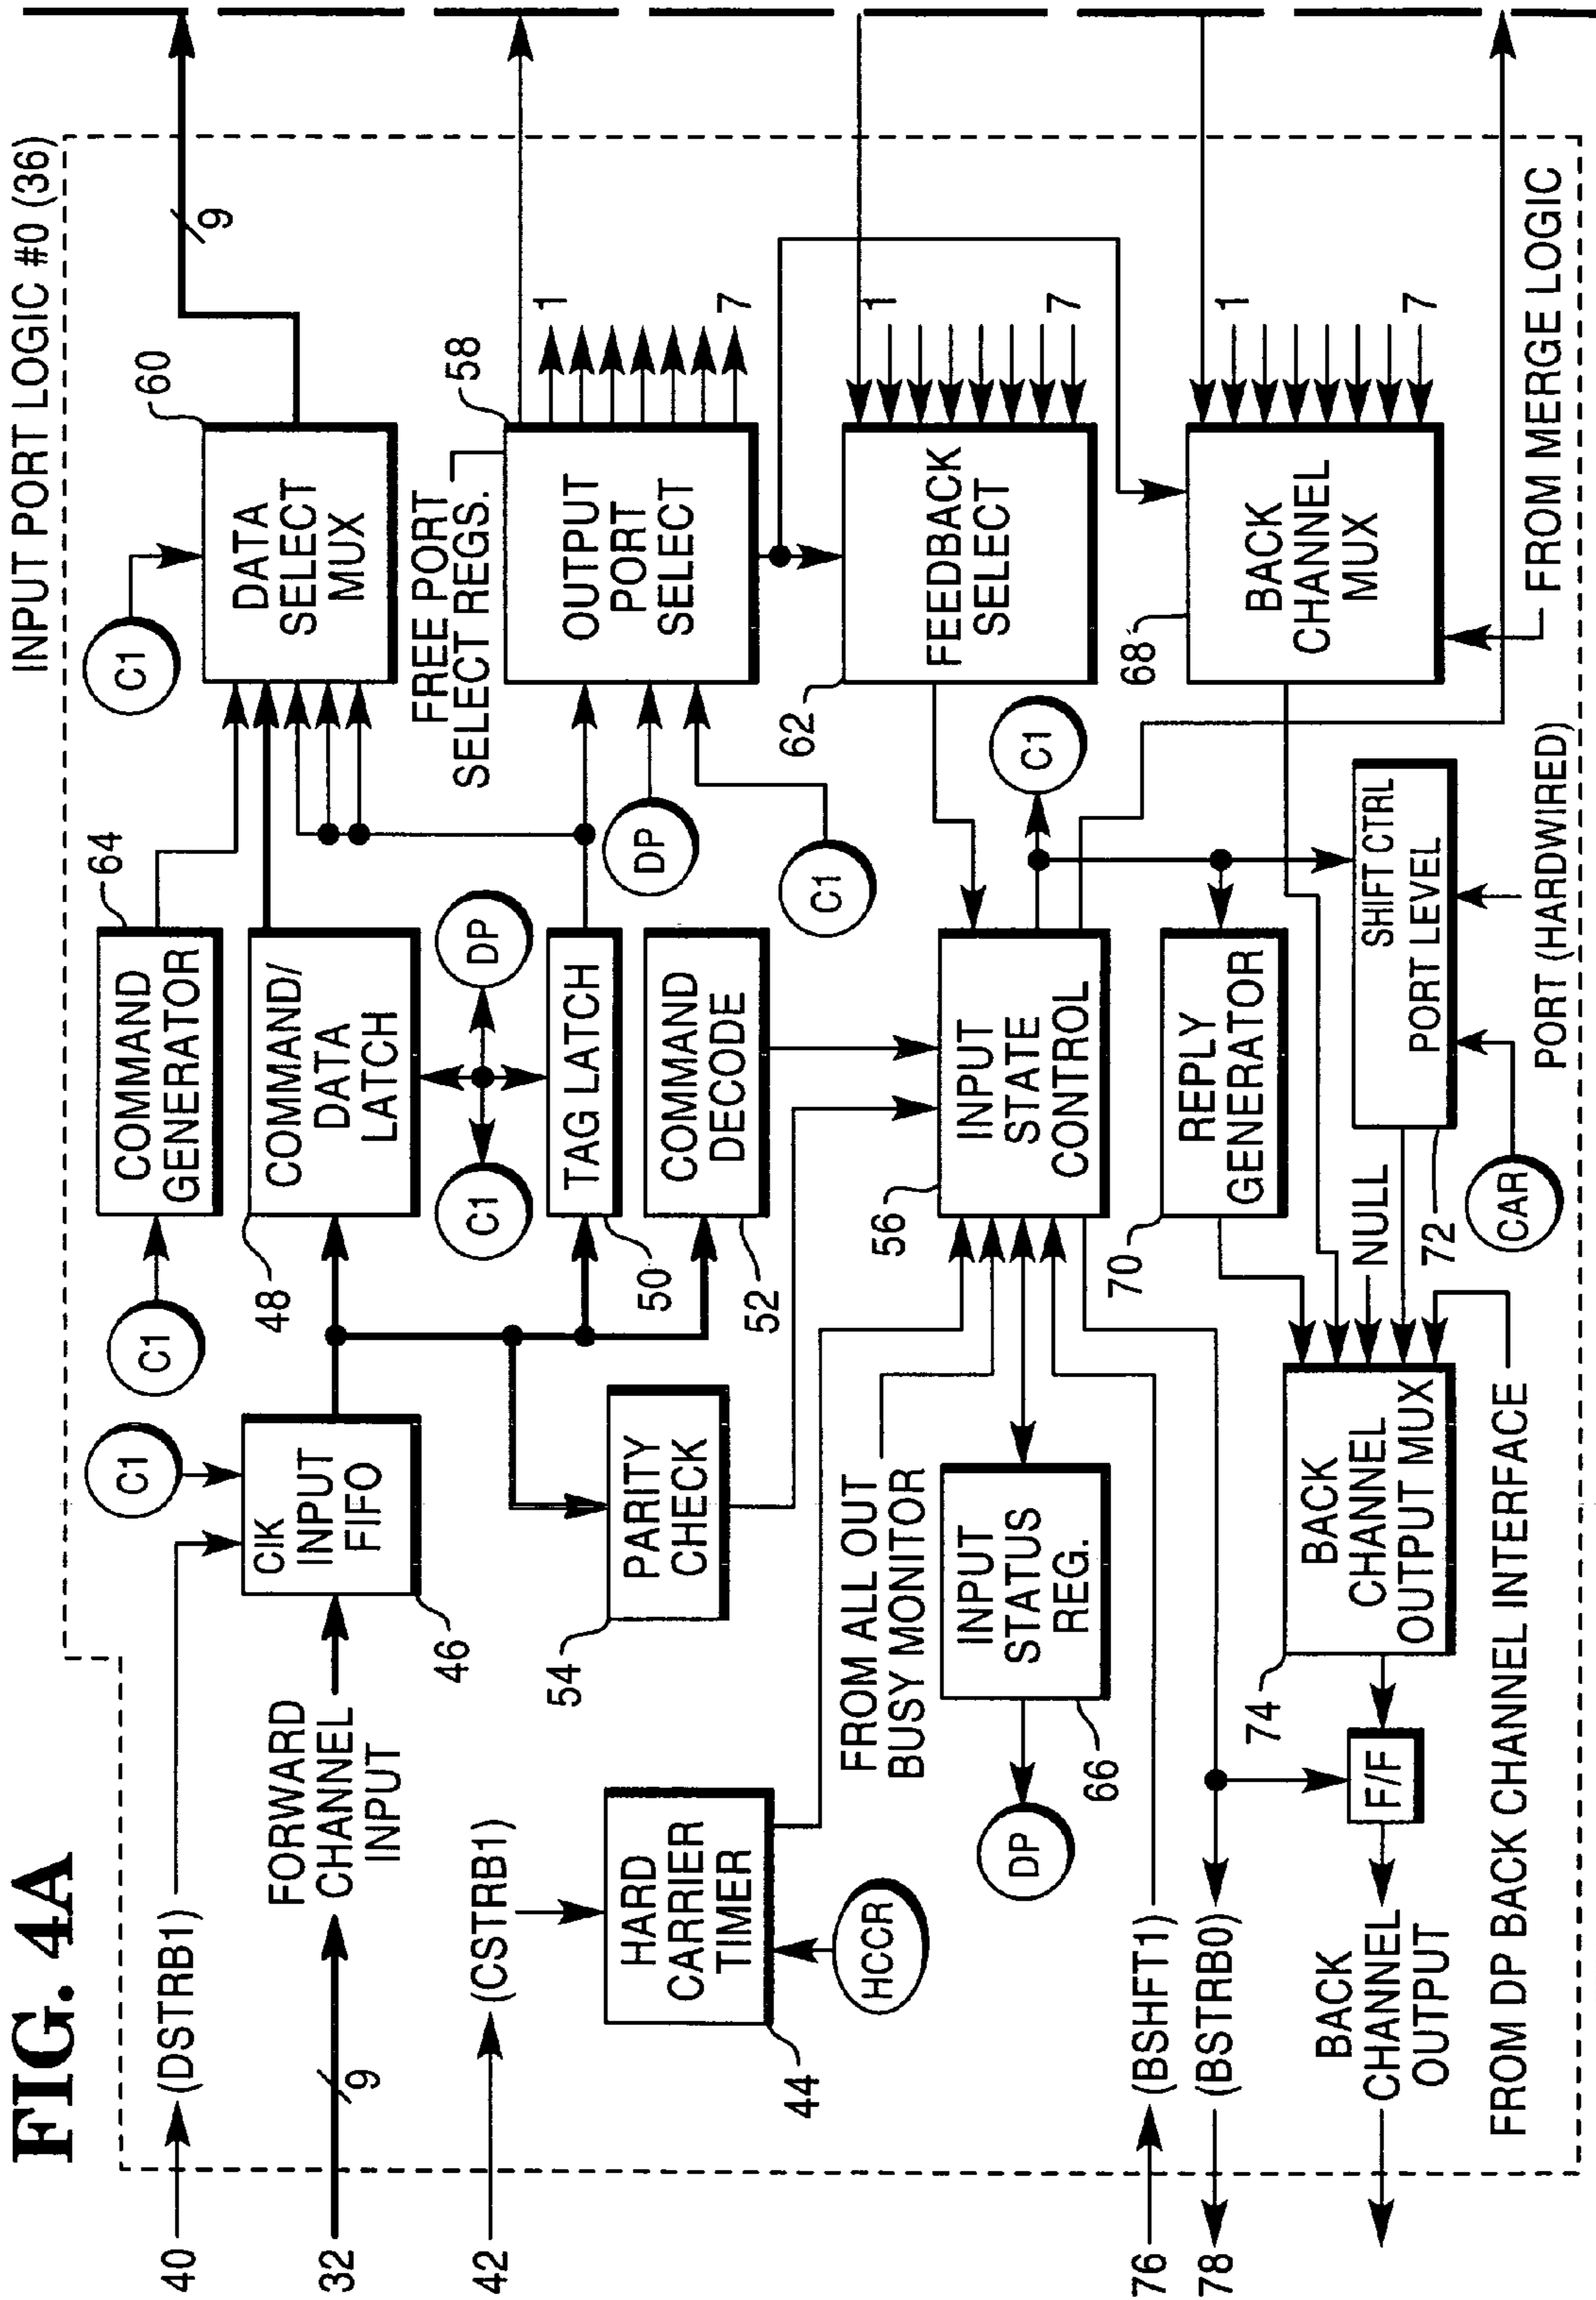 FIG. 4A
INPUT PORT LOGIC #0 (36)
40
(DSTRB1)
32
9
FORWARD
CHANNEL
INPUT
C1
CIK
INPUT
FIFO
46
C1
COMMAND
GENERATOR
64
COMMAND/
DATA
LATCH
48
C1
DP
TAG LATCH
50
COMMAND
DECODE
52
PARITY
CHECK
54
C1
DATA
SELECT
MUX
60
9
FREE PORT
SELECT REGS.
OUTPUT
PORT
SELECT
58
1
7
DP
C1
42
(CSTRB1)
HARD
CARRIER
TIMER
44
HCCR
FROM ALL OUT
BUSY MONITOR
INPUT
STATUS
REG.
66
DP
INPUT
STATE
CONTROL
56
C1
FEEDBACK
SELECT
62
1
7
BACK
CHANNEL
MUX
68
1
7
FROM MERGE LOGIC
76
(BSHFT1)
78
(BSTRB0)
REPLY
GENERATOR
70
SHIFT CTRL
PORT LEVEL
72
CAR
PORT (HARDWIRED)
NULL
BACK
CHANNEL
OUTPUT MUX
74
F/F
BACK
CHANNEL
OUTPUT
FROM DP BACK CHANNEL INTERFACE